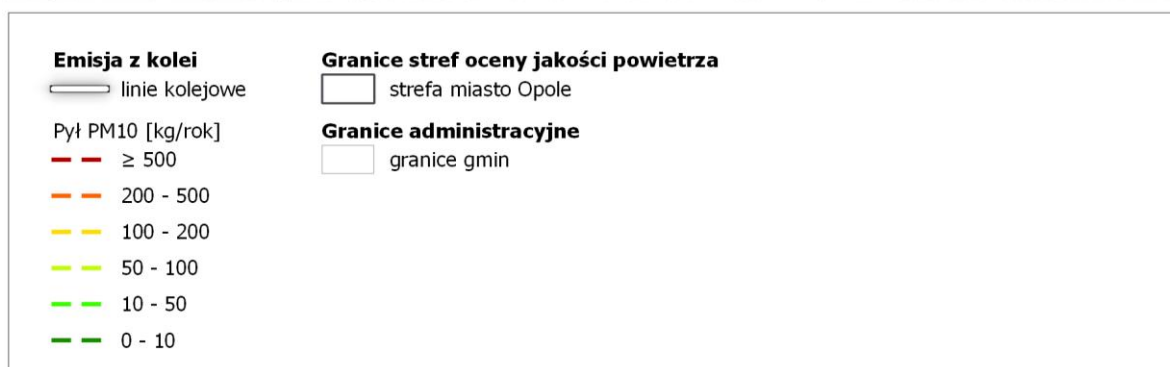 Emisja z kolei
linie kolejowe
Pył PM10 [kg/rok]
≥ 500
200 - 500
100 - 200
50 - 100
10 - 50
0 - 10
Granice stref oceny jakości powietrza
strefa miasto Opole
Granice administracyjne
granice gmin